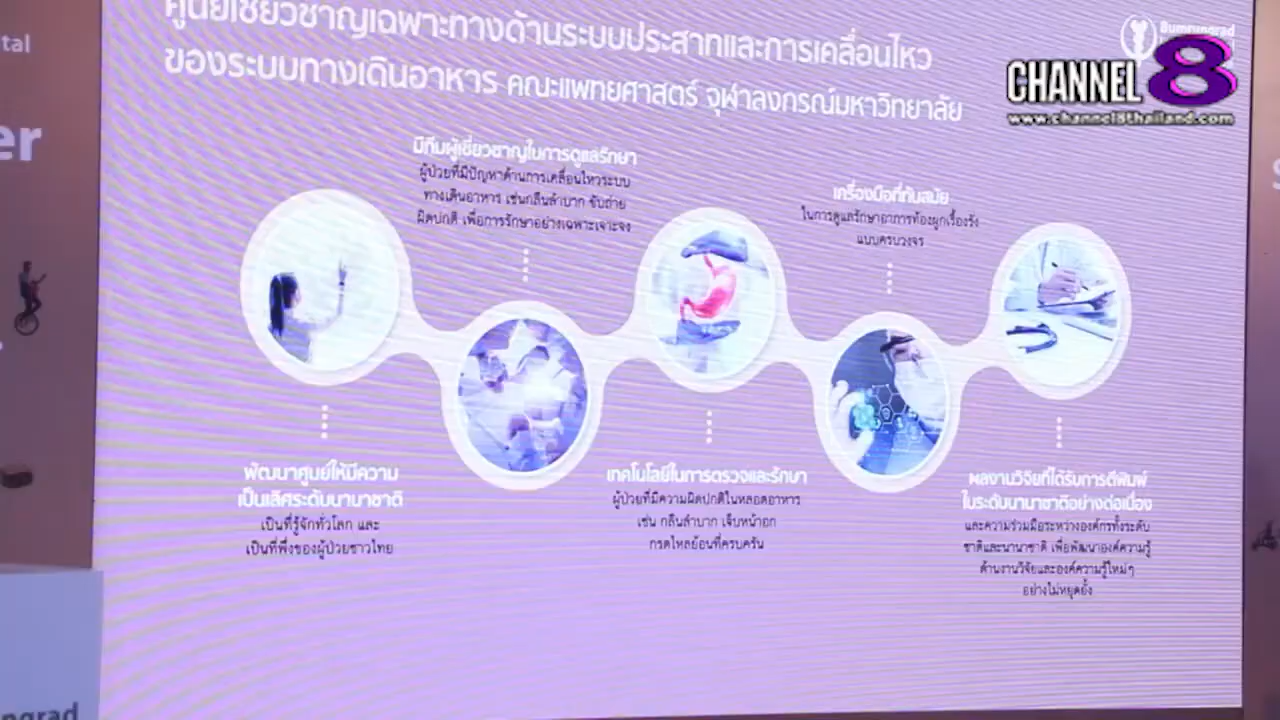 ศูนย์เชี่ยวชาญเฉพาะทางด้านระบบประสาทและการเคลื่อนไหว
ของระบบทางเดินอาหาร คณะแพทยศาสตร์ จุฬาลงกรณ์มหาวิทยาลัย
Bumrungrad
CHANNEL 8
www.channel8thailand.com
tal
er
มีทีมผู้เชี่ยวชาญในการดูแลรักษา
ผู้ป่วยที่มีปัญหาด้านการเคลื่อนไหวระบบ
ทางเดินอาหาร เช่นกลืนลำบาก ขับถ่าย
ผิดปกติ เพื่อการรักษาอย่างเฉพาะเจาะจง
เครื่องมือที่ทันสมัย
ในการดูแลรักษาอาการท้องผูกเรื้อรัง
แบบครบวงจร
พัฒนาศูนย์ให้มีความ
เป็นเลิศระดับนานาชาติ
เป็นที่รู้จักทั่วโลก และ
เป็นที่พึ่งของผู้ป่วยชาวไทย
เทคโนโลยีในการตรวจและรักษา
ผู้ป่วยที่มีความผิดปกติในหลอดอาหาร
เช่น กลืนลำบาก เจ็บหน้าอก
กรดไหลย้อนที่ครบครัน
ผลงานวิจัยที่ได้รับการตีพิมพ์
ในระดับนานาชาติอย่างต่อเนื่อง
และความร่วมมือระหว่างองค์กรทั้งระดับ
ชาติและนานาชาติ เพื่อพัฒนาองค์ความรู้
ด้านงานวิจัยและองค์ความรู้ใหม่ๆ
อย่างไม่หยุดยั้ง
ngrad